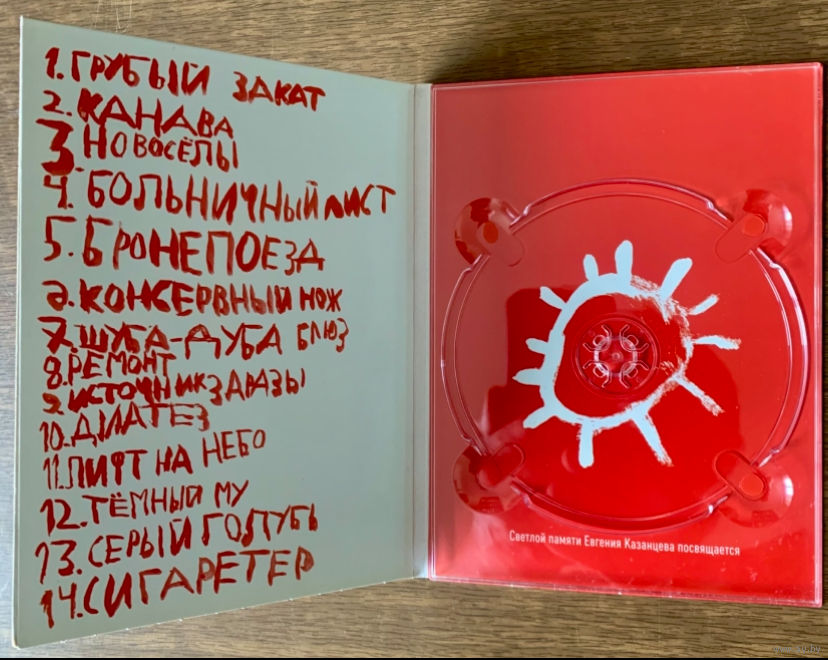 1. ГРУБЫЙ ЗАКАТ
2. КАНАВА
3. НОВОСЁЛЫ
4. БОЛЬНИЧНЫЙ ЛИСТ
5. БРОНЕПОЕЗД
6. КОНСЕРВНЫЙ НОЖ
7. ШУБА-ДУБА БЛЮЗ
8. РЕМОНТ
9. ИСТОЧНИК ЗАРАЗЫ
10. ДІЛАТЕЗ
11. ЛИФТ НА НЕБО
12. ТЁМНЫЙ МУ
13. СЕРЫЙ ГОЛУБЬ
14. СИГАРЕТЕР
Светлой памяти Евгения Казанцева посвящается